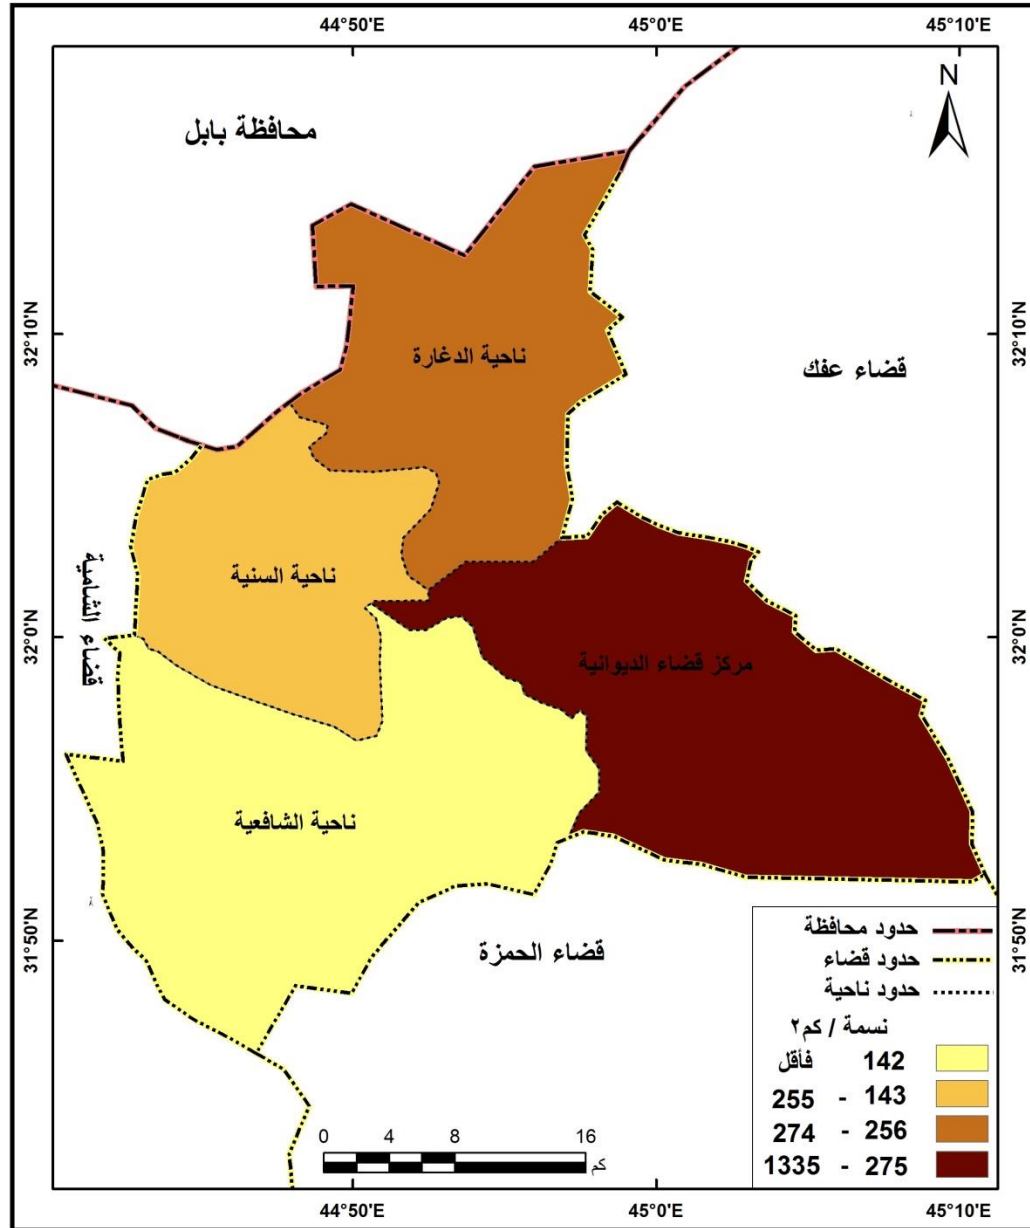 44°50'E 45°0'E 45°10'E
N
محافظة بابل
32°10'N 32°10'N
ناحية الدغارة
قضاء عفك
قضاء الشامية
ناحية السنية
32°0'N 32°0'N
مركز قضاء الديوانية
ناحية الشافعية
31°50'N 31°50'N
قضاء الحمزة
حدود محافظة
حدود قضاء
حدود ناحية
نسمة / كم٢
142 فأقل
143 - 255
256 - 274
275 - 1335
0 4 8 16
كم
44°50'E 45°0'E 45°10'E